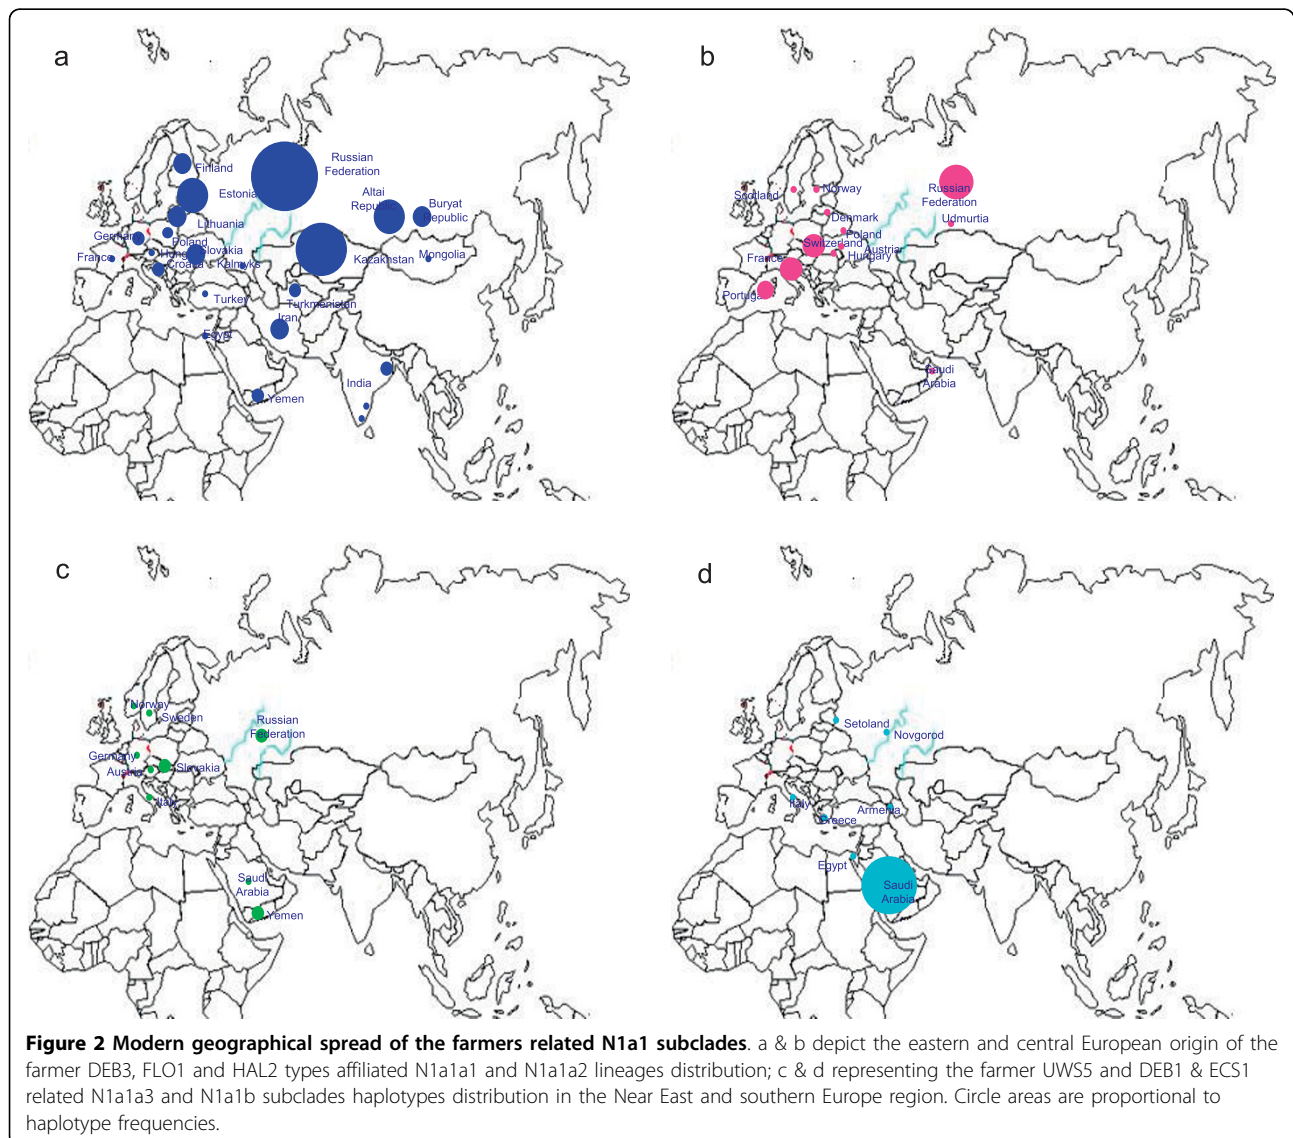 a
Finland
Russian
Federation
Estonia
Altai
Republic
Buryat
Republic
Lthuania
Germany
Poland
Slovakia
France
Hung
Croatia
Kalmyks
Kazakhstan
Mongolia
Turkey
Turkmenistan
Iran
Egypt
India
Yemen
b
Scotland
Norway
Russian
Federation
Denmark
Udmurtia
Poland
Switzerland
Austria
France
Hungary
Portugal
Saudi
Arabia
c
Norway
Sweden
Russian
Federation
Germany
Austria
Slovakia
Italy
Saudi
Arabia
Yemen
d
Setoland
Novgorod
Italy
Armenia
Greece
Egypt
Saudi
Arabia
Figure 2 Modern geographical spread of the farmers related N1a1 subclades. a & b depict the eastern and central European origin of the
farmer DEB3, FLO1 and HAL2 types affiliated N1a1a1 and N1a1a2 lineages distribution; c & d representing the farmer UWS5 and DEB1 & ECS1
related N1a1a3 and N1a1b subclades haplotypes distribution in the Near East and southern Europe region. Circle areas are proportional to
haplotype frequencies.